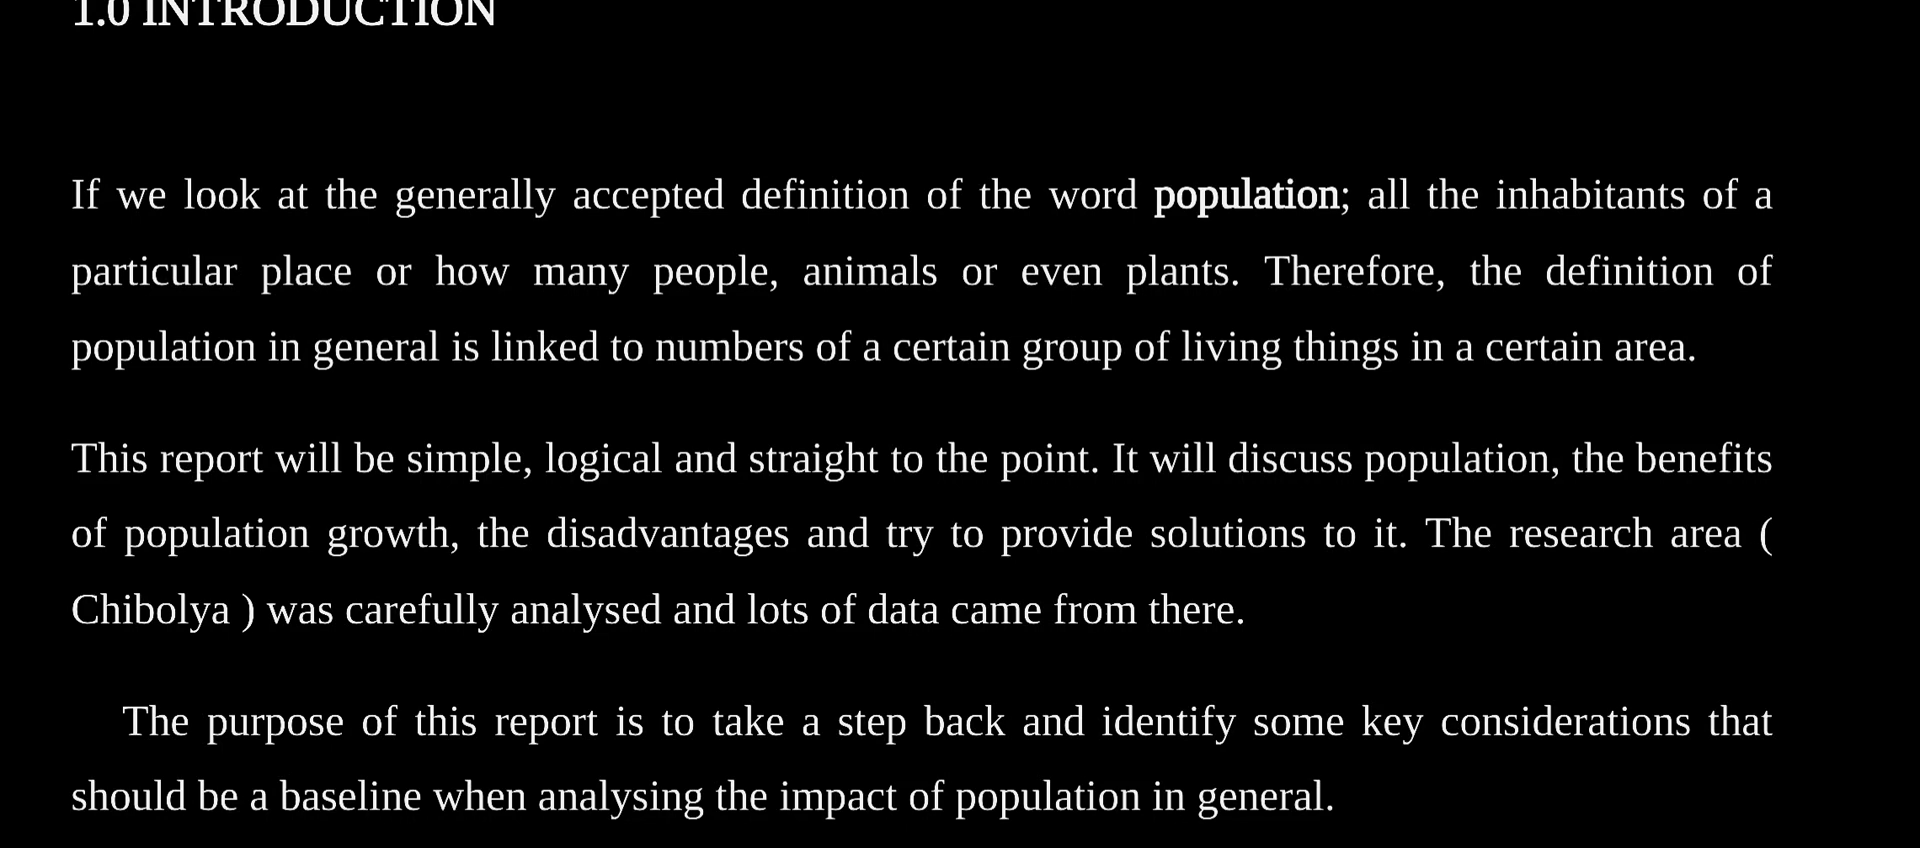 1.0 INTRODUCTION
If we look at the generally accepted definition of the word population; all the inhabitants of a
particular place or how many people, animals or even plants. Therefore, the definition of
population in general is linked to numbers of a certain group of living things in a certain area.
This report will be simple, logical and straight to the point. It will discuss population, the benefits
of population growth, the disadvantages and try to provide solutions to it. The research area (
Chibolya ) was carefully analysed and lots of data came from there.
The purpose of this report is to take a step back and identify some key considerations that
should be a baseline when analysing the impact of population in general.